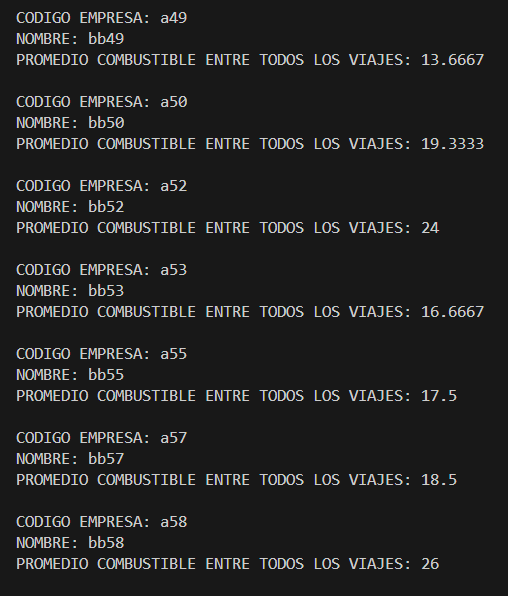 CODIGO EMPRESA: a49
NOMBRE: bb49
PROMEDIO COMBUSTIBLE ENTRE TODOS LOS VIAJES: 13.6667
CODIGO EMPRESA: a50
NOMBRE: bb50
PROMEDIO COMBUSTIBLE ENTRE TODOS LOS VIAJES: 19.3333
CODIGO EMPRESA: a52
NOMBRE: bb52
PROMEDIO COMBUSTIBLE ENTRE TODOS LOS VIAJES: 24
CODIGO EMPRESA: a53
NOMBRE: bb53
PROMEDIO COMBUSTIBLE ENTRE TODOS LOS VIAJES: 16.6667
CODIGO EMPRESA: a55
NOMBRE: bb55
PROMEDIO COMBUSTIBLE ENTRE TODOS LOS VIAJES: 17.5
CODIGO EMPRESA: a57
NOMBRE: bb57
PROMEDIO COMBUSTIBLE ENTRE TODOS LOS VIAJES: 18.5
CODIGO EMPRESA: a58
NOMBRE: bb58
PROMEDIO COMBUSTIBLE ENTRE TODOS LOS VIAJES: 26